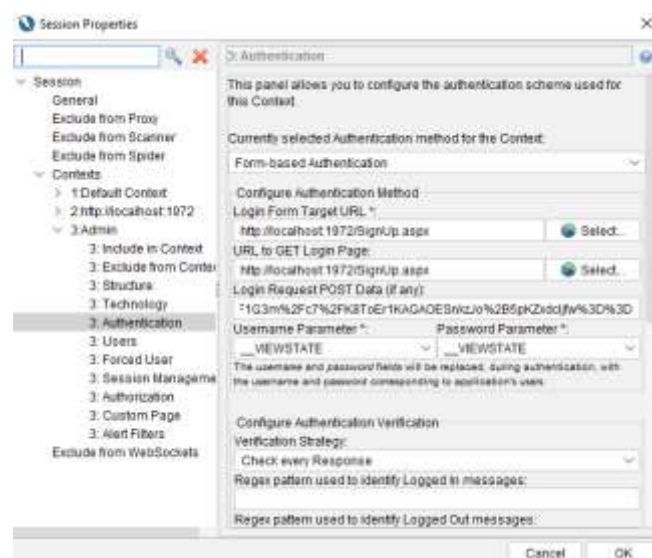 Session Properties
Session
General
Exclude from Proxy
Exclude from Scanner
Exclude from Spider
Contexts
1:Default Context
2:http://localhost:1972
3:Admin
3: Include in Context
3: Exclude from Contex
3: Structure
3: Technology
3: Authentication
3: Users
3: Forced User
3: Session Manageme
3: Authorization
3: Custom Page
3: Alert Filters
Exclude from WebSockets
3: Authentication
This panel allows you to configure the authentication scheme used for
this Context.
Currently selected Authentication method for the Context:
Form-based Authentication
Configure Authentication Method
Login Form Target URL *:
http://localhost:1972/SignUp.aspx
Select...
URL to GET Login Page:
http://localhost:1972/SignUp.aspx
Select...
Login Request POST Data (if any):
Username Parameter *:
Password Parameter *:
__VIEWSTATE
__VIEWSTATE
The username and password fields will be replaced, during authentication, with
the username and password corresponding to application's users.
Configure Authentication Verification
Verification Strategy:
Check every Response
Regex pattern used to identify Logged In messages:
Regex pattern used to identify Logged Out messages:
Cancel
OK